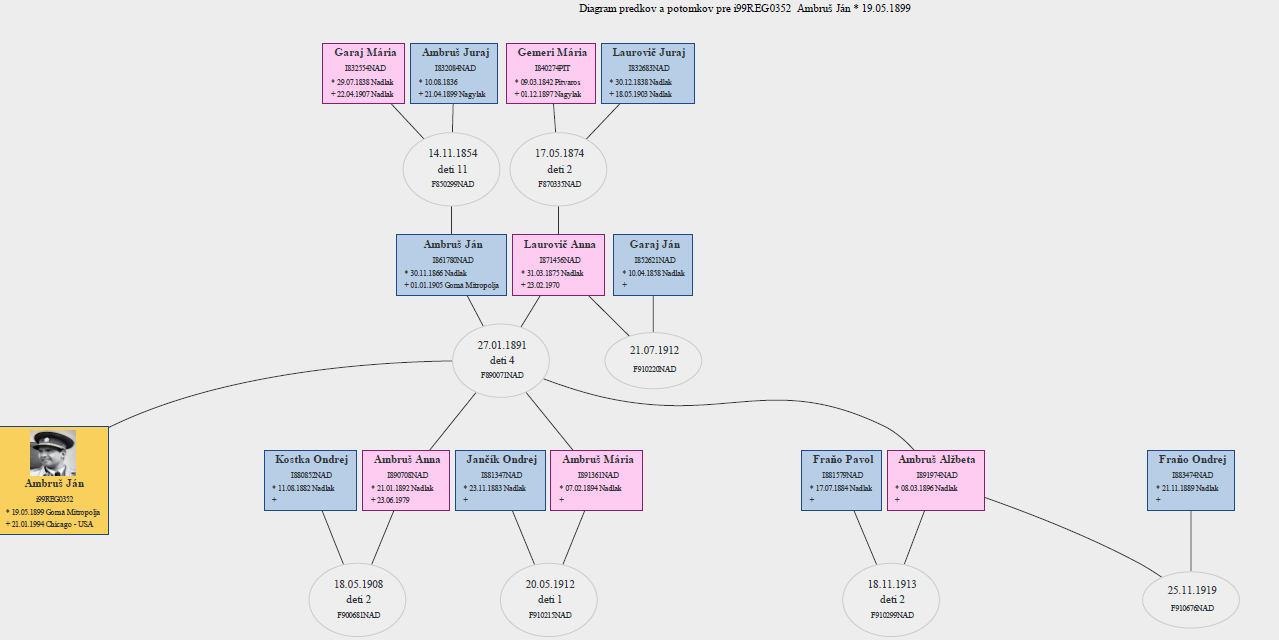 Diagram predkov a potomkov pre i99REG0352 Ambruš Ján * 19.05.1899
Garaj Mária
I832554NAD
* 29.07.1838 Nadlak
+ 22.04.1907 Nadlak
Ambruš Juraj
I832084NAD
* 10.08.1836
+ 21.04.1899 Nagylak
Gemeri Mária
I840274PIT
* 09.03.1842 Pitvaros
+ 01.12.1897 Nagylak
Laurovič Juraj
I832683NAD
* 30.12.1838 Nadlak
+ 18.05.1903 Nadlak
14.11.1854
deti 11
F850299NAD
17.05.1874
deti 2
F870335NAD
Ambruš Ján
I861780NAD
* 30.11.1866 Nadlak
+ 01.01.1905 Gorná Mitropolja
Laurovič Anna
I871456NAD
* 31.03.1875 Nadlak
+ 23.02.1970
Garaj Ján
I852621NAD
* 10.04.1858 Nadlak
+
27.01.1891
deti 4
F890071NAD
21.07.1912
F910220NAD
Ambruš Ján
i99REG0352
* 19.05.1899 Gorná Mitropolja
+ 21.01.1994 Chicago - USA
Kostka Ondrej
I880852NAD
* 11.08.1882 Nadlak
+
Ambruš Anna
I890708NAD
* 21.01.1892 Nadlak
+ 23.06.1979
Jančík Ondrej
I881347NAD
* 23.11.1883 Nadlak
+
Ambruš Mária
I891361NAD
* 07.02.1894 Nadlak
+
Fraňo Pavol
I881579NAD
* 17.07.1884 Nadlak
+
Ambruš Alžbeta
I891974NAD
* 08.03.1896 Nadlak
+
Fraňo Ondrej
I883474NAD
* 21.11.1889 Nadlak
+
18.05.1908
deti 2
F900681NAD
20.05.1912
deti 1
F910215NAD
18.11.1913
deti 2
F910299NAD
25.11.1919
F910676NAD